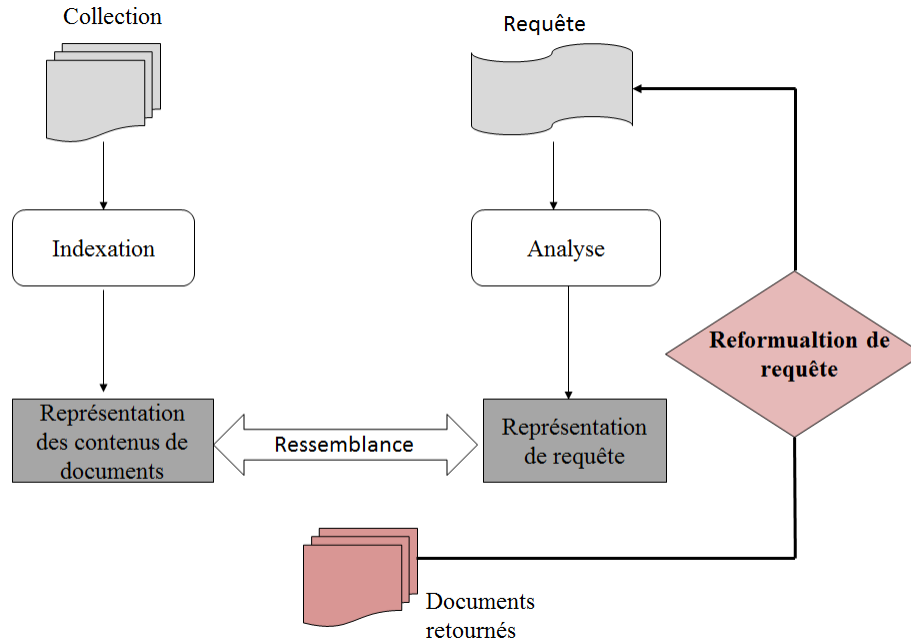 Collection
Requête
Indexation
Analyse
Reformualtion de
requête
Représentation
des contenus de
documents
Ressemblance
Représentation
de requête
Documents
retournés